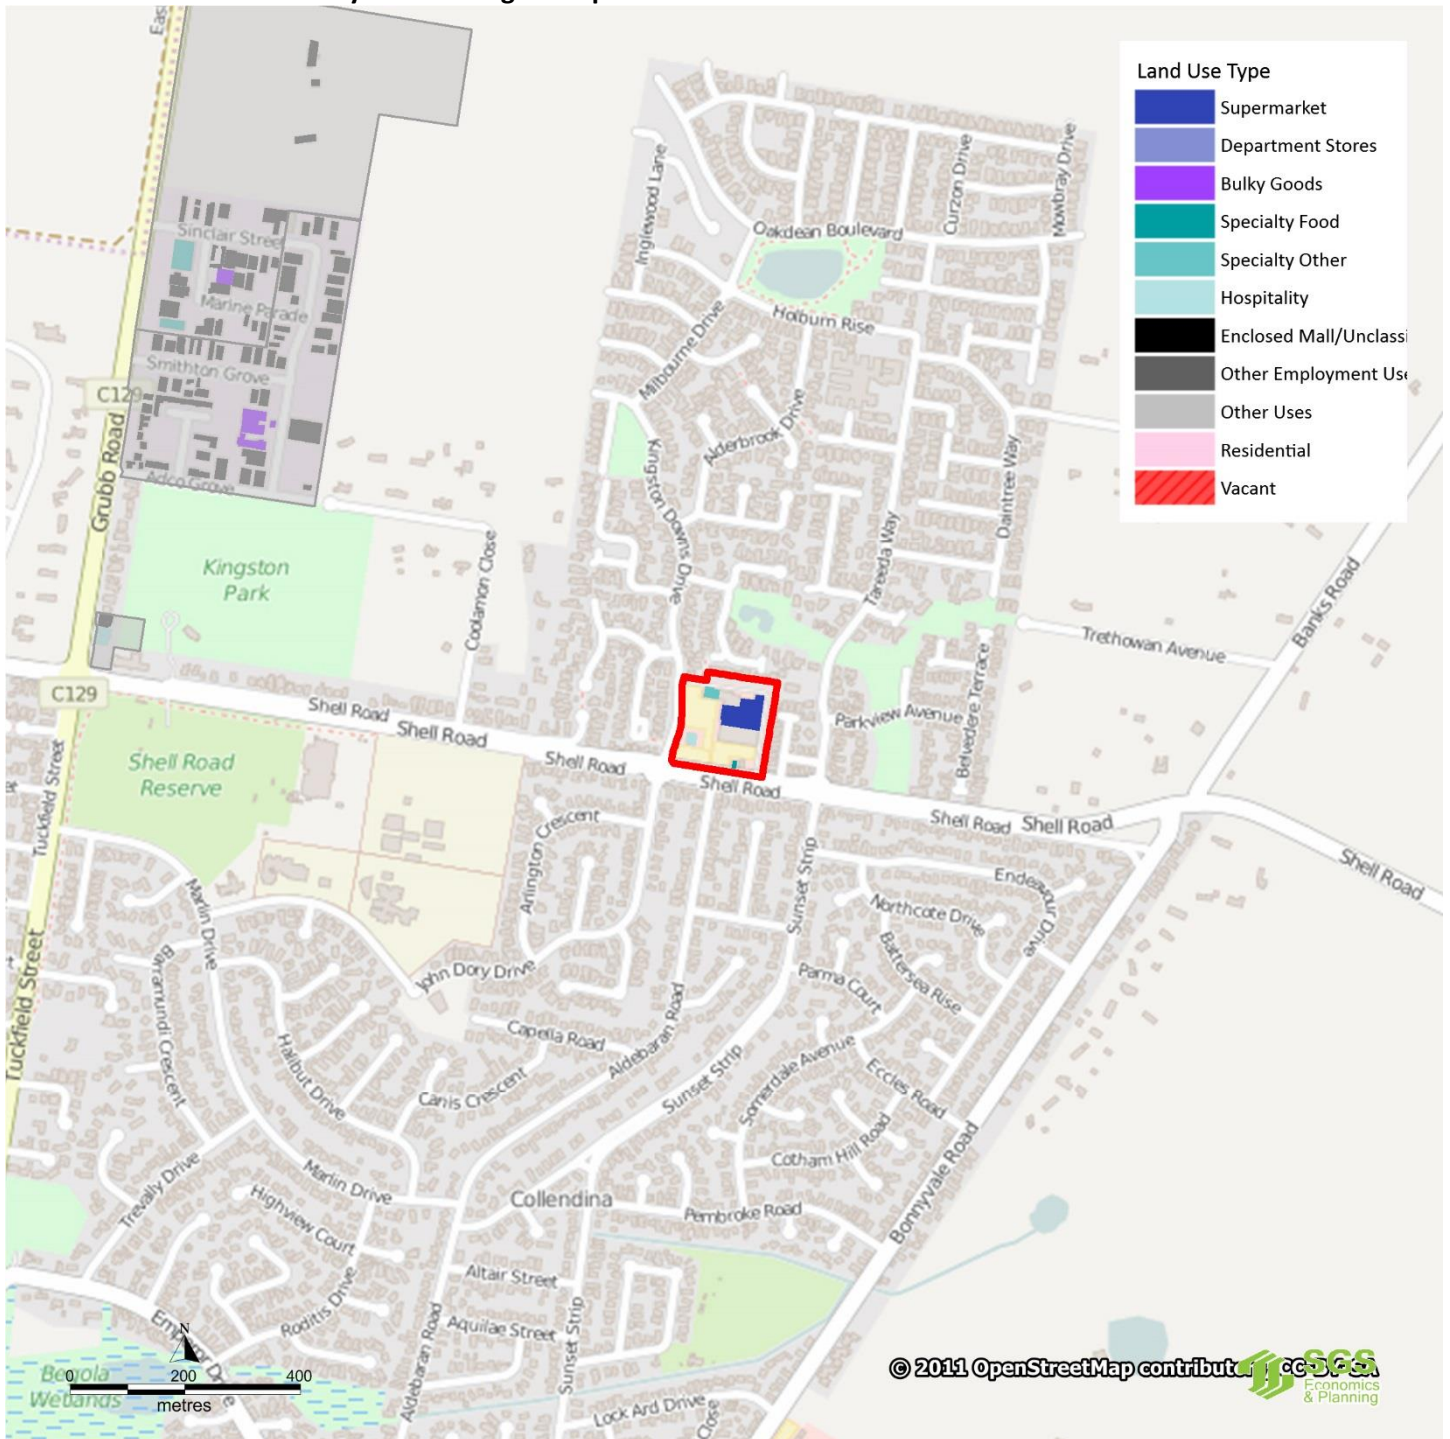 Land Use Type
Supermarket
Department Stores
Bulky Goods
Specialty Food
Specialty Other
Hospitality
Enclosed Mall/Unclassi
Other Employment Use
Other Uses
Residential
Vacant
Inglewood Lane
Curzon Drive
Mowbray Drive
Oakdean Boulevard
Sinclair Street
Marine Parade
Holburn Rise
Milbourne Drive
Smithton Grove
C129
Grubb Road
Alderbrook Drive
Adco Grove
Kingston Downs Drive
Daintree Way
Tareeda Way
Kingston
Park
Coolamon Close
Banks Road
Trethowan Avenue
Belvedere Terrace
Parkview Avenue
C129
Shell Road
Shell Road
Shell Road
Shell Road
Shell Road
Shell Road
Shell Road
Shell Road
Reserve
Tuckfield Street
Arlington Crescent
Sunset Strip
Endeavour Drive
Northcote Drive
Battersea Rise
Marlin Drive
Barramundi Crescent
John Dory Drive
Parma Court
Tuckfield Street
Capella Road
Aldebaran Road
Halibut Drive
Canis Crescent
Sunset Strip
Somerdale Avenue
Eccles Road
Cotham Hill Road
Trevally Drive
Marlin Drive
Highview Court
Collendina
Pembroke Road
Bonnyvale Road
Altair Street
Roditis Drive
Aquilae Street
Aldebaran Road
Sunset Strip
Lock Ard Drive
Close
Begola
Wetlands
N
0 200 400
metres
© 2011 OpenStreetMap
SGS
Economics
& Planning